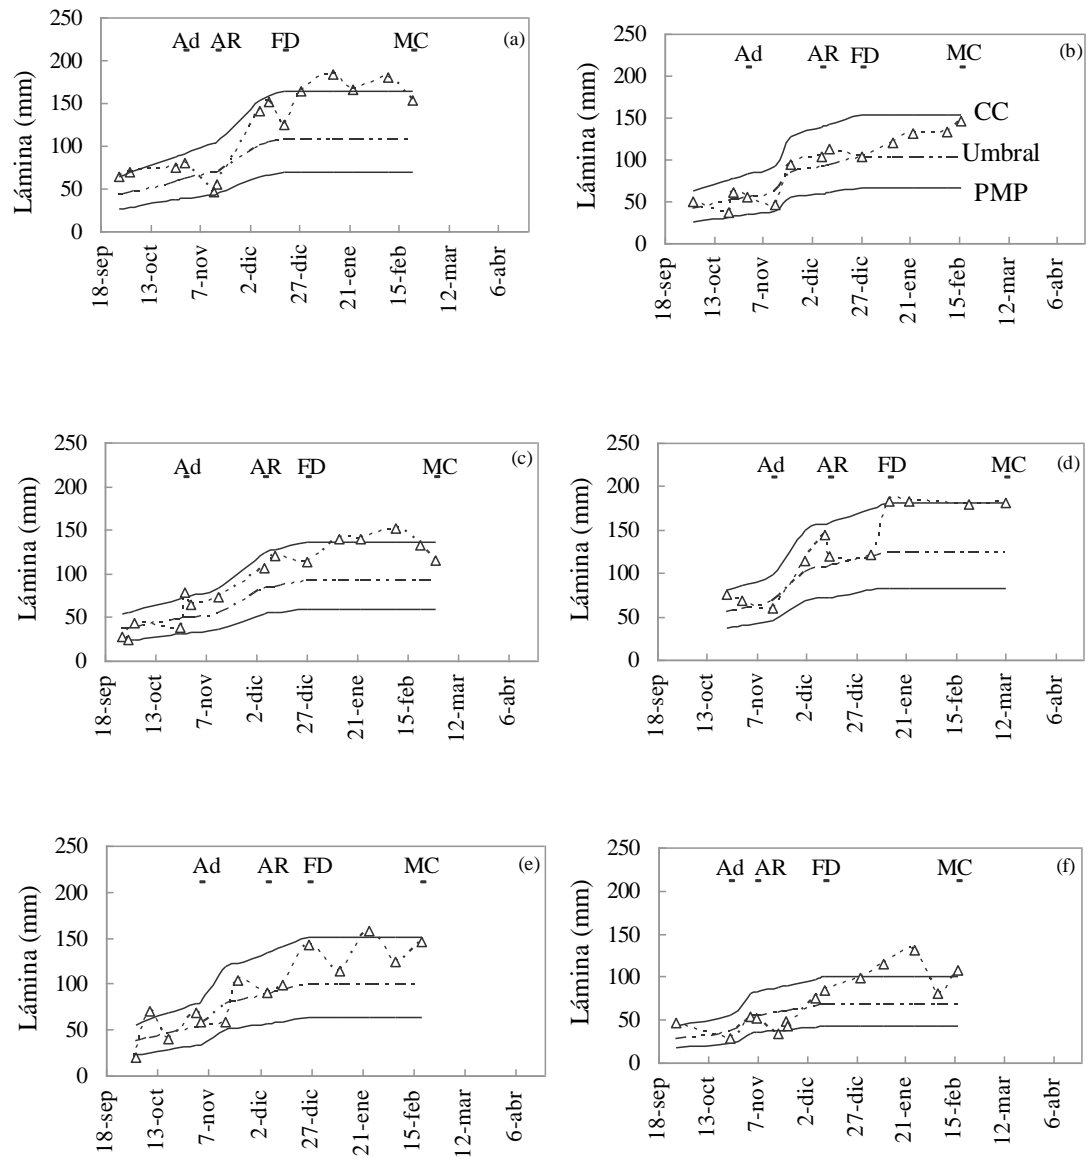 250
200
150
100
50
0
Lámina (mm)
Ad AR FD MC (a)
18-sep 13-oct 7-nov 2-dic 27-dic 21-ene 15-feb 12-mar 6-abr
250
200
150
100
50
0
Lámina (mm)
Ad AR FD MC (b)
CC
Umbral
PMP
18-sep 13-oct 7-nov 2-dic 27-dic 21-ene 15-feb 12-mar 6-abr
250
200
150
100
50
0
Lámina (mm)
Ad AR FD MC (c)
18-sep 13-oct 7-nov 2-dic 27-dic 21-ene 15-feb 12-mar 6-abr
250
200
150
100
50
0
Lámina (mm)
Ad AR FD MC (d)
18-sep 13-oct 7-nov 2-dic 27-dic 21-ene 15-feb 12-mar 6-abr
250
200
150
100
50
0
Lámina (mm)
Ad AR FD MC (e)
18-sep 13-oct 7-nov 2-dic 27-dic 21-ene 15-feb 12-mar 6-abr
250
200
150
100
50
0
Lámina (mm)
Ad AR FD MC (f)
18-sep 13-oct 7-nov 2-dic 27-dic 21-ene 15-feb 12-mar 6-abr